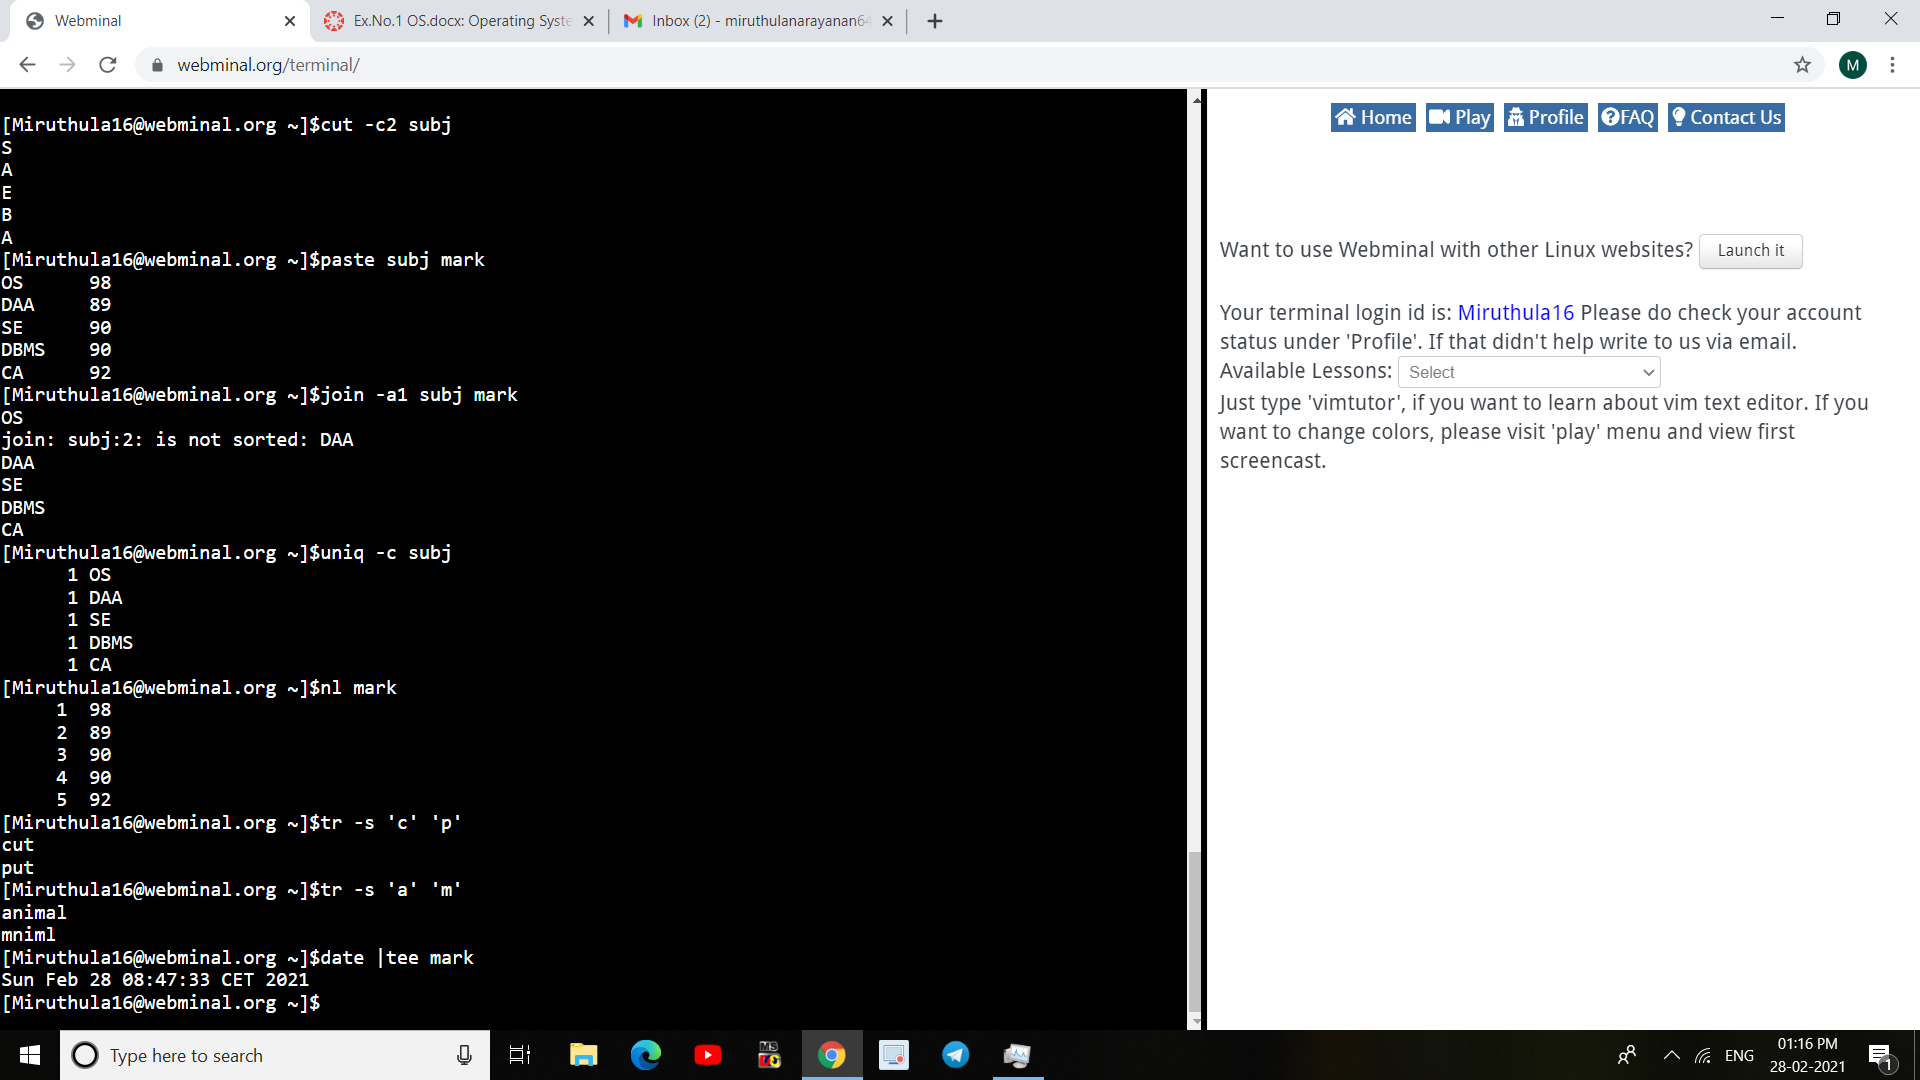 Webminal
Ex.No.1 OS.docx: Operating Syste
Inbox (2) - miruthulanarayanan64
webminal.org/terminal/
M
[Miruthula16@webminal.org ~]$cut -c2 subj
S
A
E
B
A
[Miruthula16@webminal.org ~]$paste subj mark
OS 98
DAA 89
SE 90
DBMS 90
CA 92
[Miruthula16@webminal.org ~]$join -a1 subj mark
OS
join: subj:2: is not sorted: DAA
DAA
SE
DBMS
CA
[Miruthula16@webminal.org ~]$uniq -c subj
1 OS
1 DAA
1 SE
1 DBMS
1 CA
[Miruthula16@webminal.org ~]$nl mark
1 98
2 89
3 90
4 90
5 92
[Miruthula16@webminal.org ~]$tr -s 'c' 'p'
cut
put
[Miruthula16@webminal.org ~]$tr -s 'a' 'm'
animal
mniml
[Miruthula16@webminal.org ~]$date |tee mark
Sun Feb 28 08:47:33 CET 2021
[Miruthula16@webminal.org ~]$
Home Play Profile FAQ Contact Us
Want to use Webminal with other Linux websites? Launch it
Your terminal login id is: Miruthula16 Please do check your account
status under 'Profile'. If that didn't help write to us via email.
Available Lessons: Select
Just type 'vimtutor', if you want to learn about vim text editor. If you
want to change colors, please visit 'play' menu and view first
screencast.
Type here to search
MS
ENG
01:16 PM
28-02-2021
1